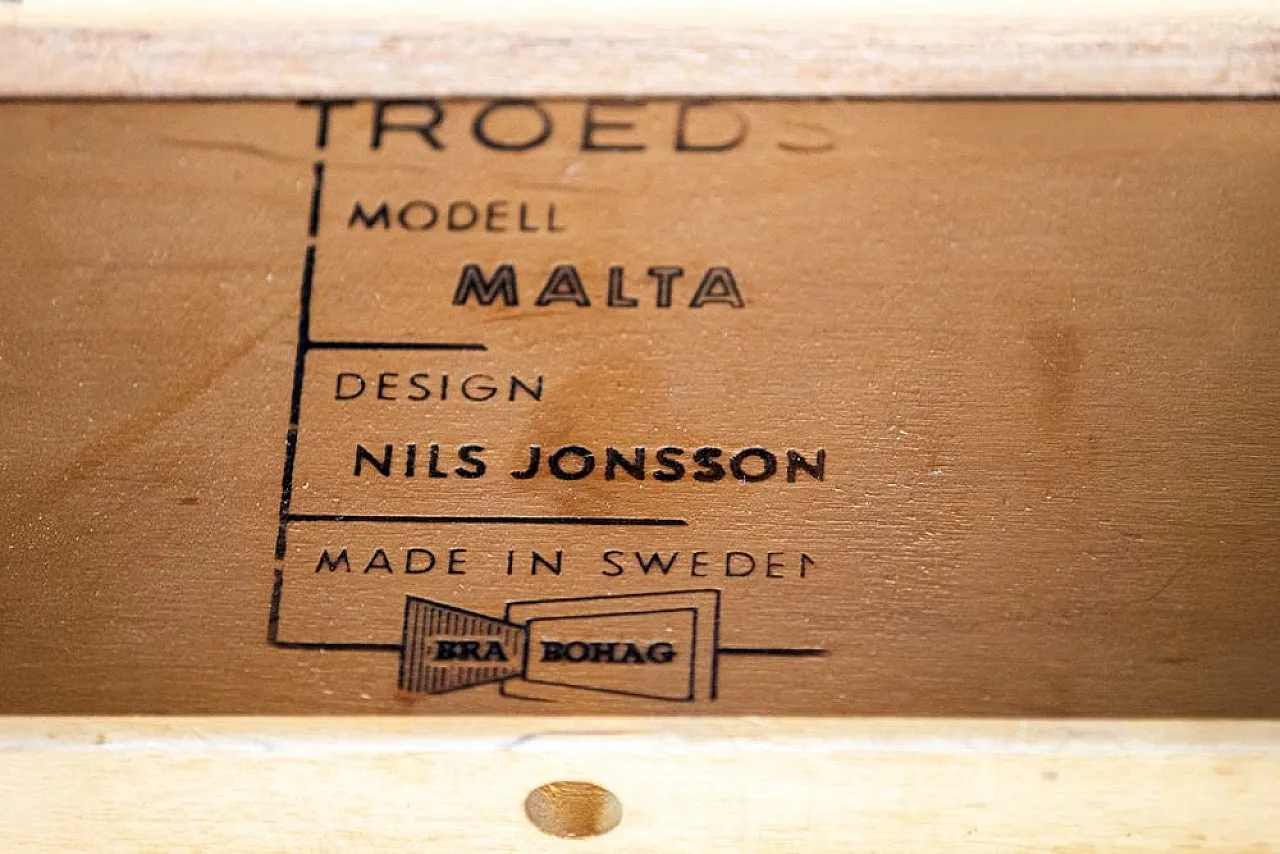 TROEDS
MODELL
MALTA
DESIGN
NILS JONSSON
MADE IN SWEDEN
BRA BOHAG